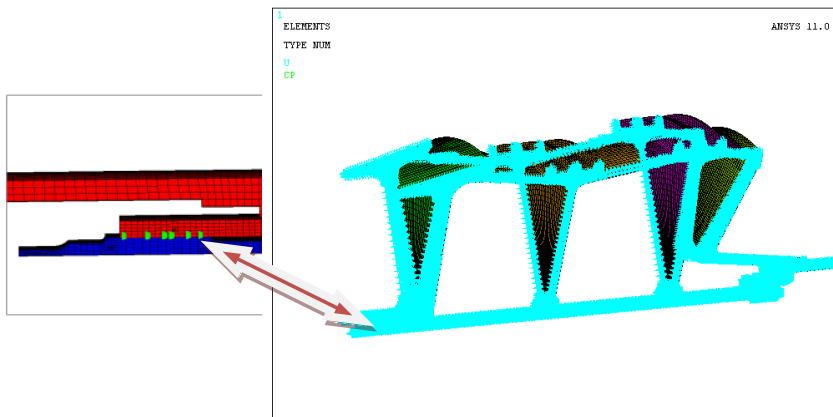 1
ELEMENTS
ANSYS 11.0
TYPE NUM
U
CP